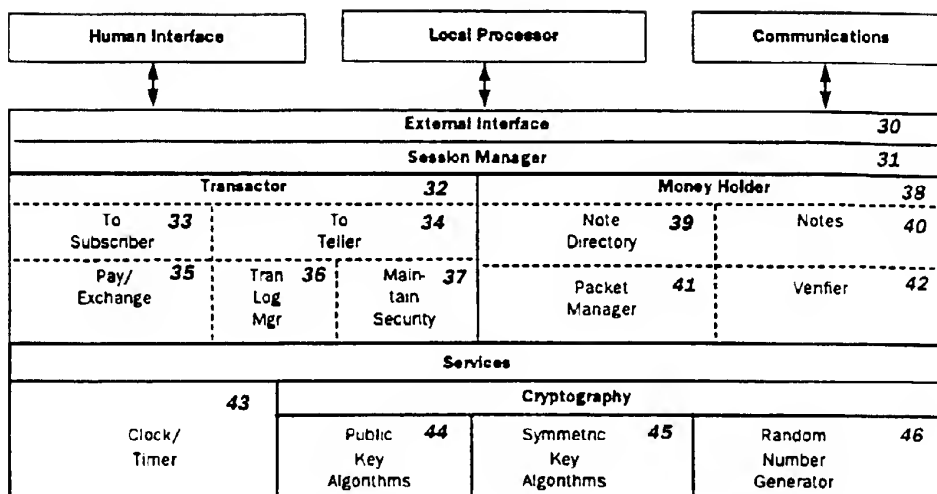 Human Interface
Local Processor
Communications
External Interface 30
Session Manager 31
Transactor 32
Money Holder 38
To Subscriber 33
To Teller 34
Note Directory 39
Notes 40
Pay/ Exchange 35
Tran Log Mgr 36
Main- tain Security 37
Packet Manager 41
Verifier 42
Services
43
Clock/ Timer
Cryptography
Public Key Algorithms 44
Symmetric Key Algorithms 45
Random Number Generator 46